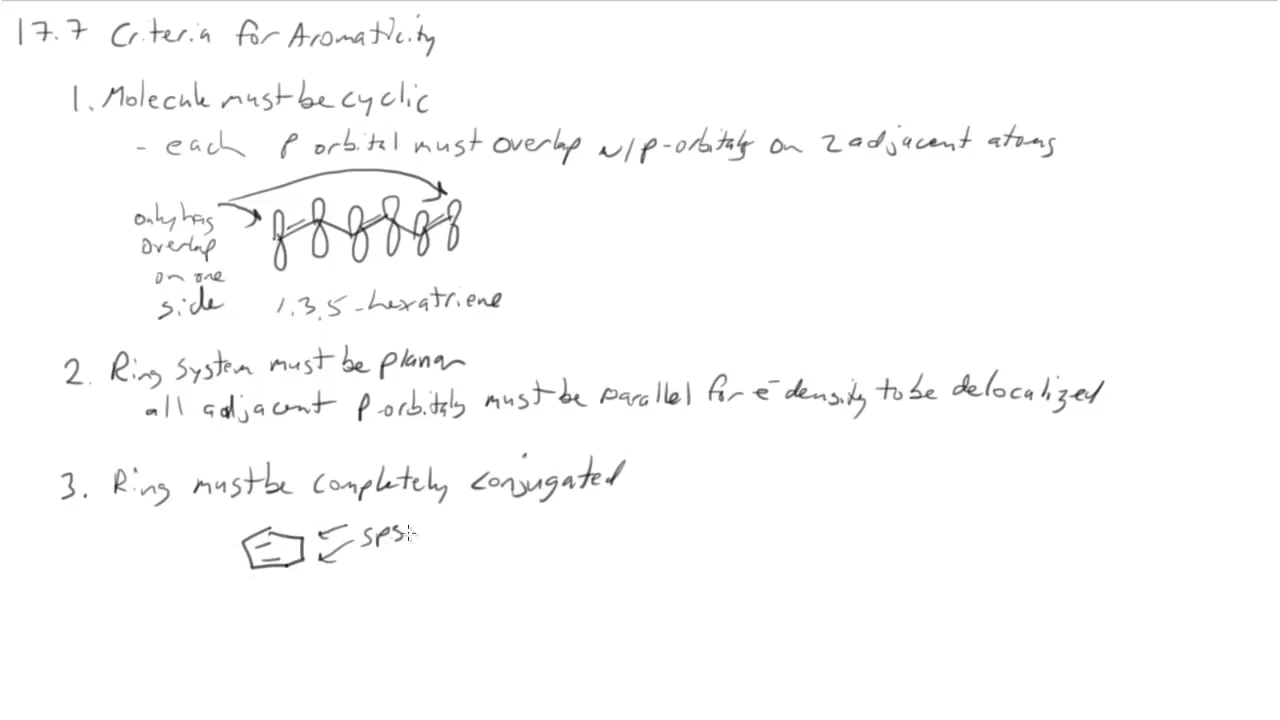 17.7 Criteria for Aromaticity
1. Molecule must be cyclic
- each p orbital must overlap w/ p-orbitals on 2 adjacent atoms
only has
overlap
on one
side
1,3,5-hexatriene
2. Ring system must be planar
all adjacent p-orbitals must be parallel for e⁻ density to be delocalized
3. Ring must be completely conjugated